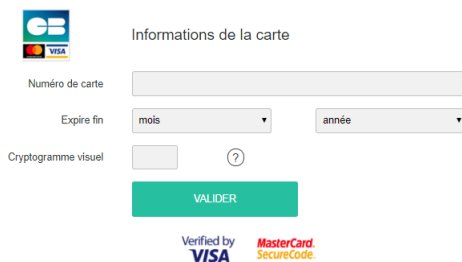 CB
VISA
Informations de la carte
Numéro de carte
Expire fin
mois
année
Cryptogramme visuel
?
VALIDER
Verified by
VISA
MasterCard.
SecureCode.